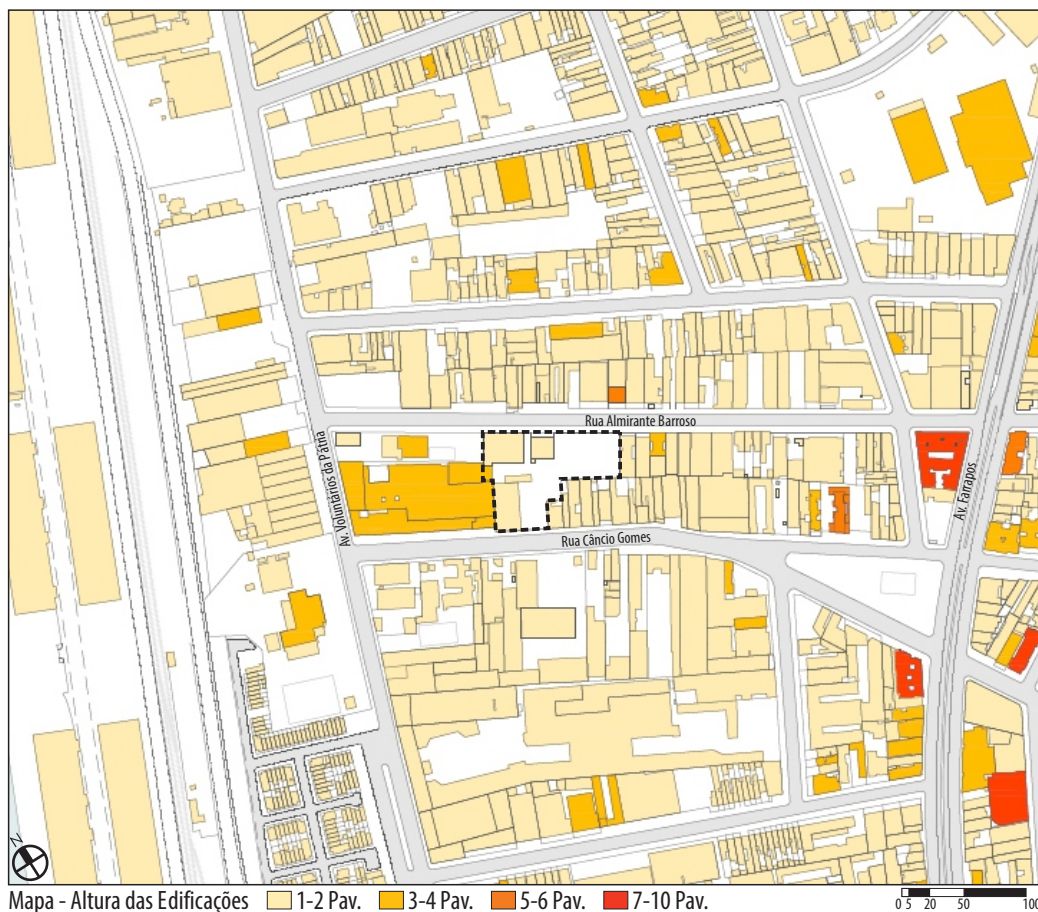 Rua Almirante Barroso
Av. Voluntários da Pátria
Av. Farrapos
Rua Câncio Gomes
N
Mapa - Altura das Edificações 1-2 Pav. 3-4 Pav. 5-6 Pav. 7-10 Pav. 0 5 20 50 100